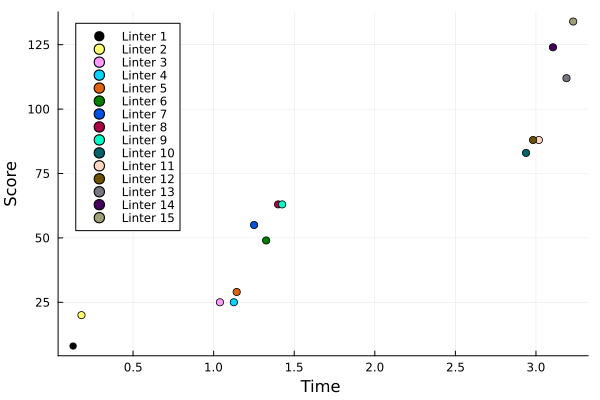 Linter 1
Linter 2
Linter 3
Linter 4
Linter 5
Linter 6
Linter 7
Linter 8
Linter 9
Linter 10
Linter 11
Linter 12
Linter 13
Linter 14
Linter 15
125
100
75
50
25
Score
0.5 1.0 1.5 2.0 2.5 3.0
Time